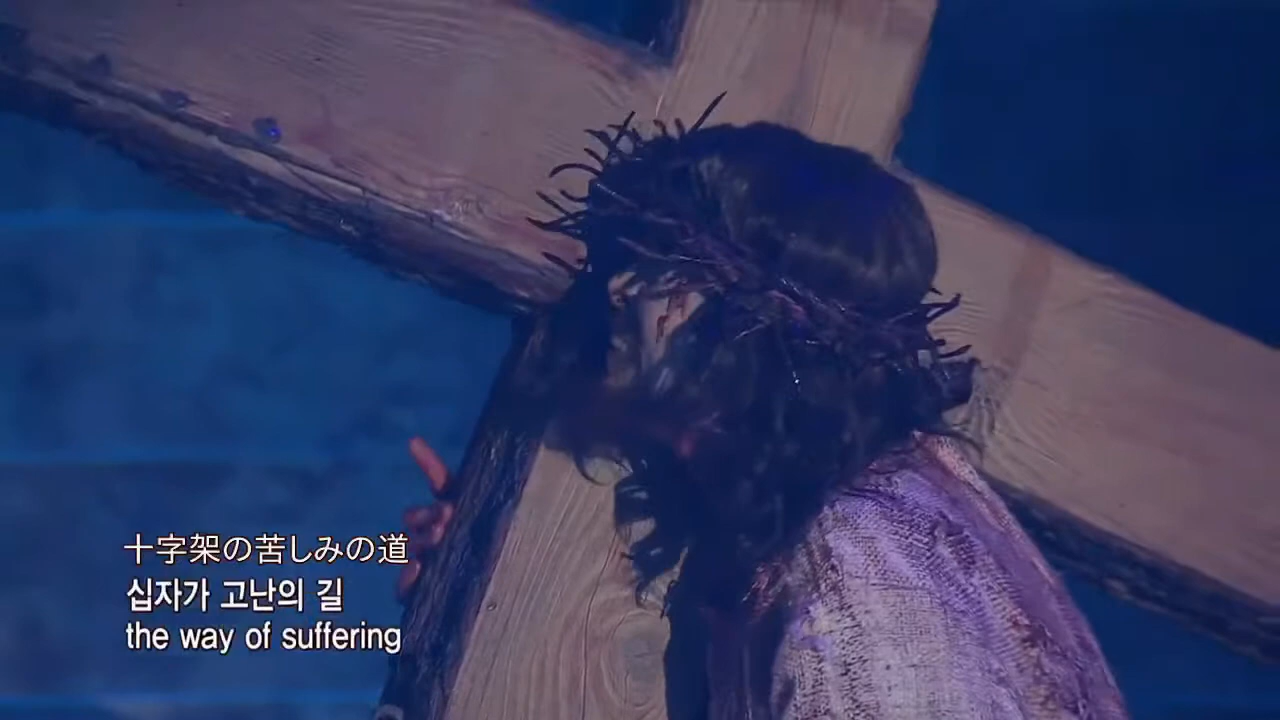 十字架の苦しみの道
십자가 고난의 길
the way of suffering